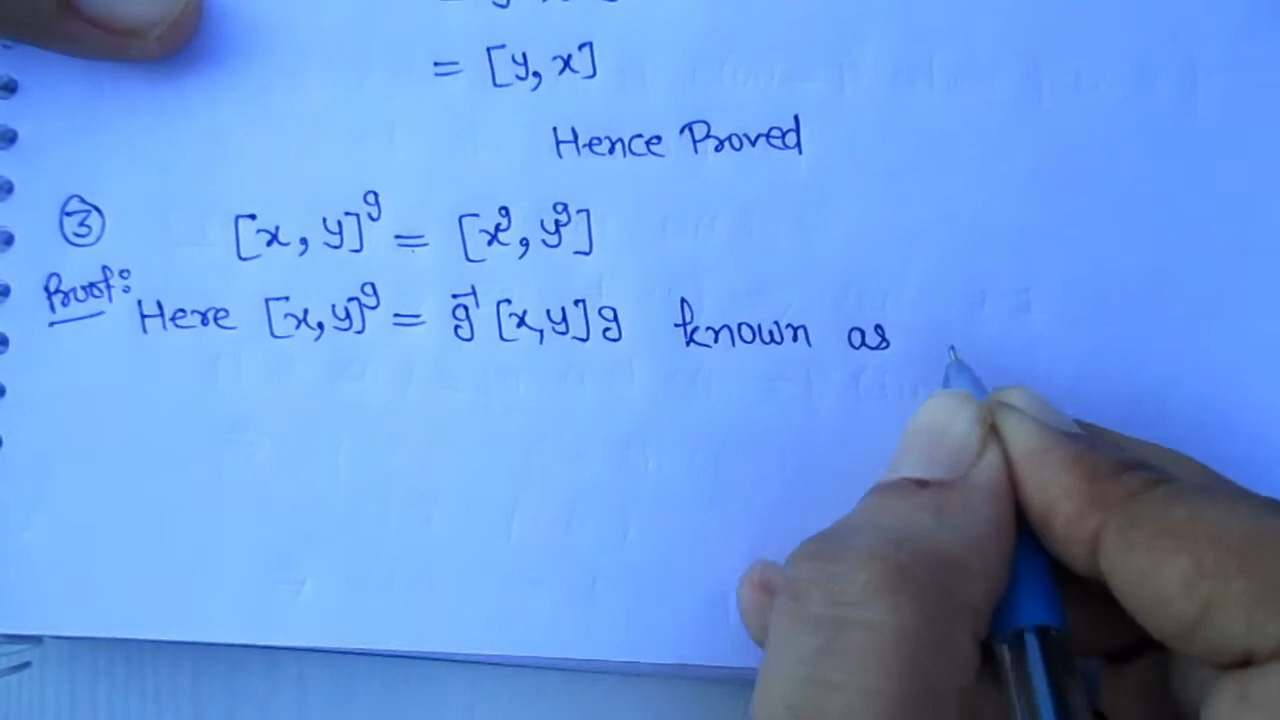 = [y, x]
Hence Proved
③ [x, y]^g = [x^g, y^g]
Proof: Here [x,y]^g = g^-1 [x,y] g known as